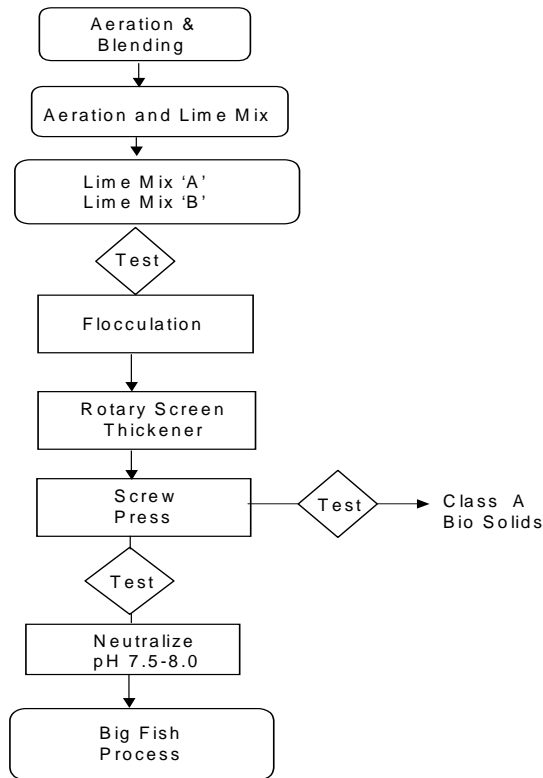 Aeration &
Blending
Aeration and Lime Mix
Lime Mix ‘A’
Lime Mix ‘B’
Test
Flocculation
Rotary Screen
Thickener
Screw
Press
Test
Class A
Bio Solids
Test
Neutralize
pH 7.5-8.0
Big Fish
Process